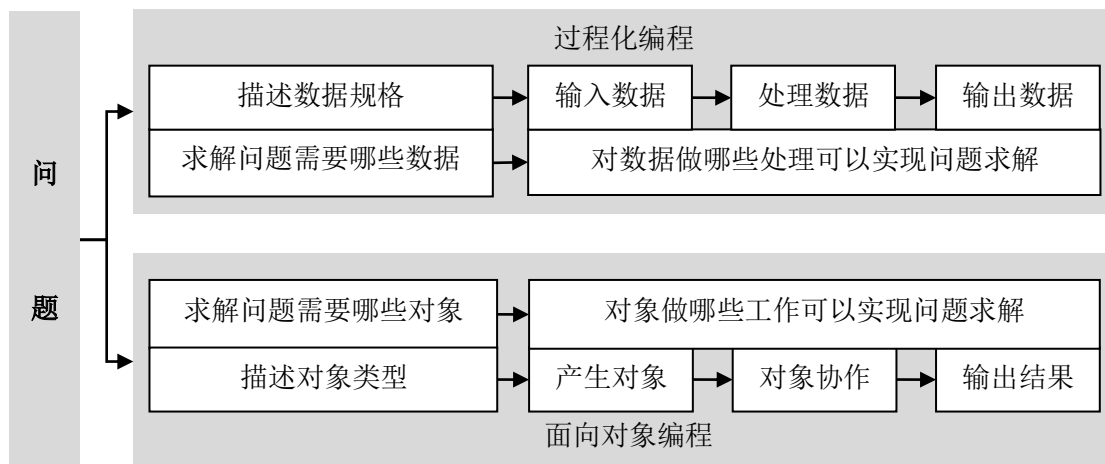 问题
过程化编程
描述数据规格
输入数据
处理数据
输出数据
求解问题需要哪些数据
对数据做哪些处理可以实现问题求解
求解问题需要哪些对象
对象做哪些工作可以实现问题求解
描述对象类型
产生对象
对象协作
输出结果
面向对象编程